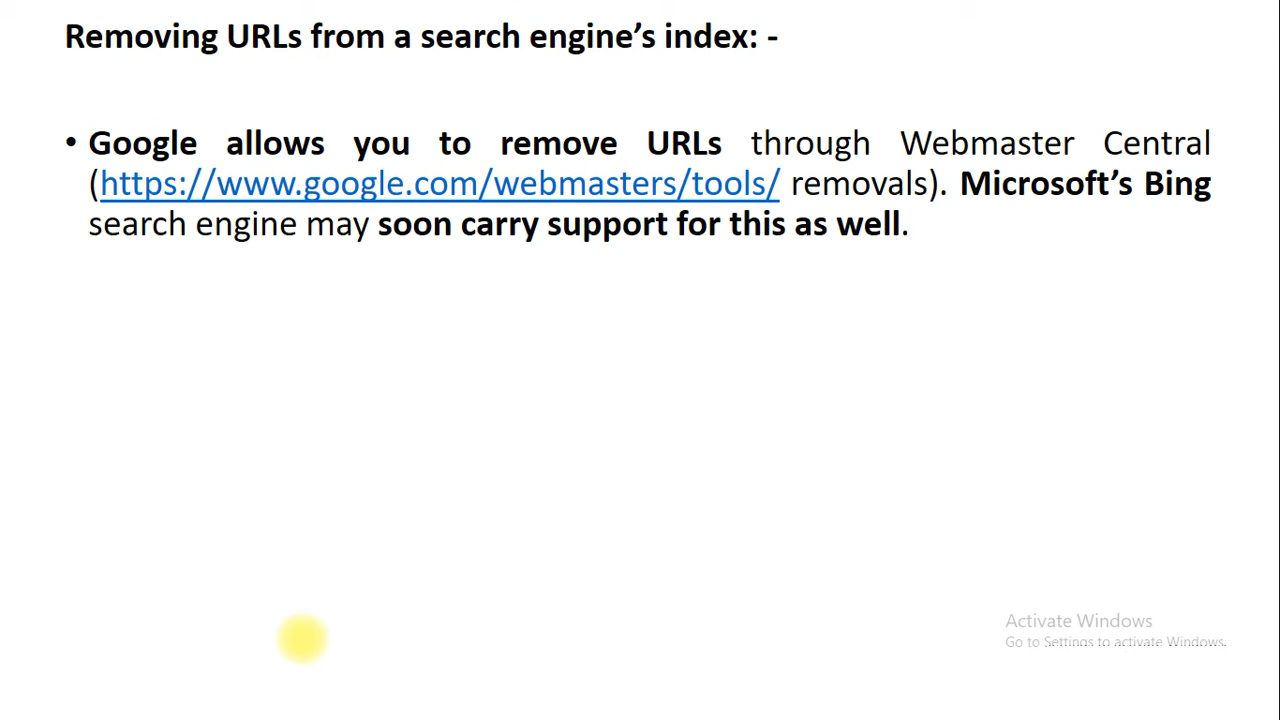 Removing URLs from a search engine’s index: -
• Google allows you to remove URLs through Webmaster Central
(https://www.google.com/webmasters/tools/ removals). Microsoft’s Bing
search engine may soon carry support for this as well.
Activate Windows
Go to Settings to activate Windows.